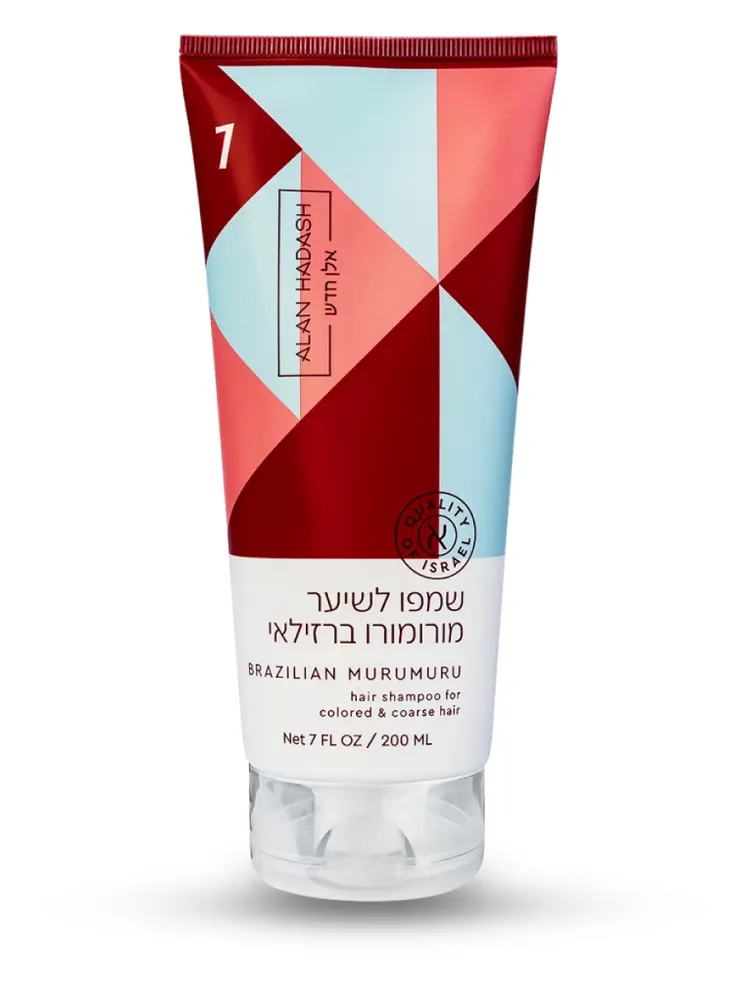 7
ALAN HADASH
אלן חדש
QUALITY OF ISRAEL
א
שמפו לשיער
מורומורו ברזילאי
BRAZILIAN MURUMURU
hair shampoo for
colored & coarse hair
Net 7 FL OZ / 200 ML